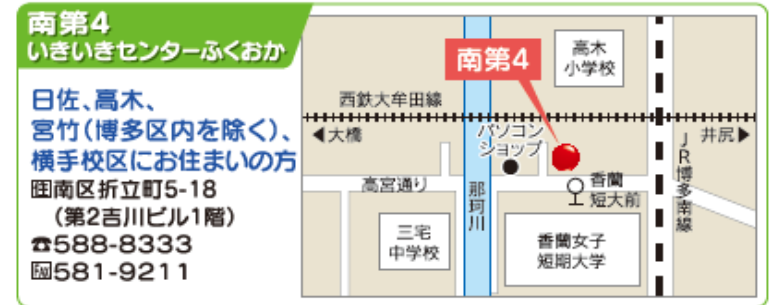 南第4
いきいきセンターふくおか
日佐、高木、
宮竹(博多区内を除く)、
横手校区にお住まいの方
住南区折立町5-18
(第2吉川ビル1階)
☎588-8333
FAX581-9211
南第4
高木
小学校
西鉄大牟田線
◀大橋
パソコン
ショップ
井尻▶
JR博多南線
高宮通り
那珂川
香蘭
短大前
三宅
中学校
香蘭女子
短期大学